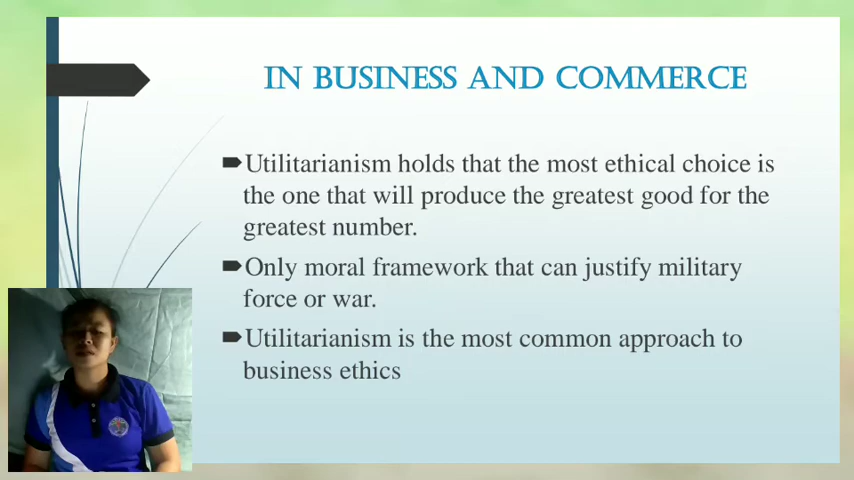 IN BUSINESS AND COMMERCE
Utilitarianism holds that the most ethical choice is
the one that will produce the greatest good for the
greatest number.
Only moral framework that can justify military
force or war.
Utilitarianism is the most common approach to
business ethics